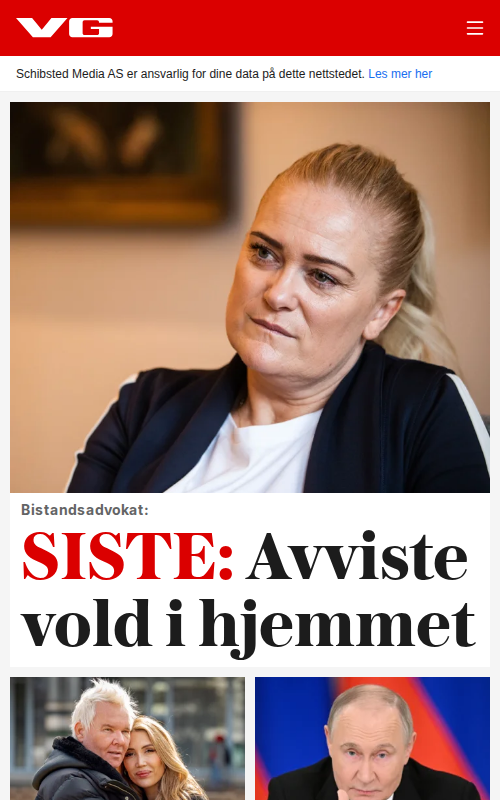 VG
Schibsted Media AS er ansvarlig for dine data på dette nettstedet. Les mer her
Bistandsadvokat:
SISTE: Avviste
vold i hjemmet